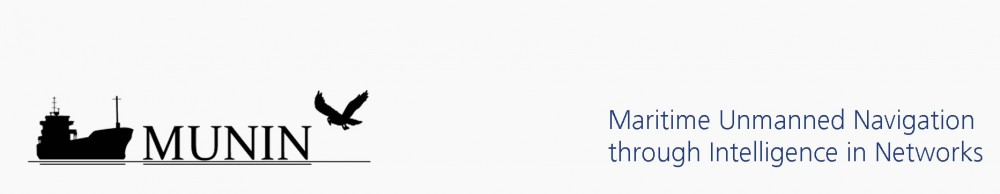 MUNIN
Maritime Unmanned Navigation
through Intelligence in Networks